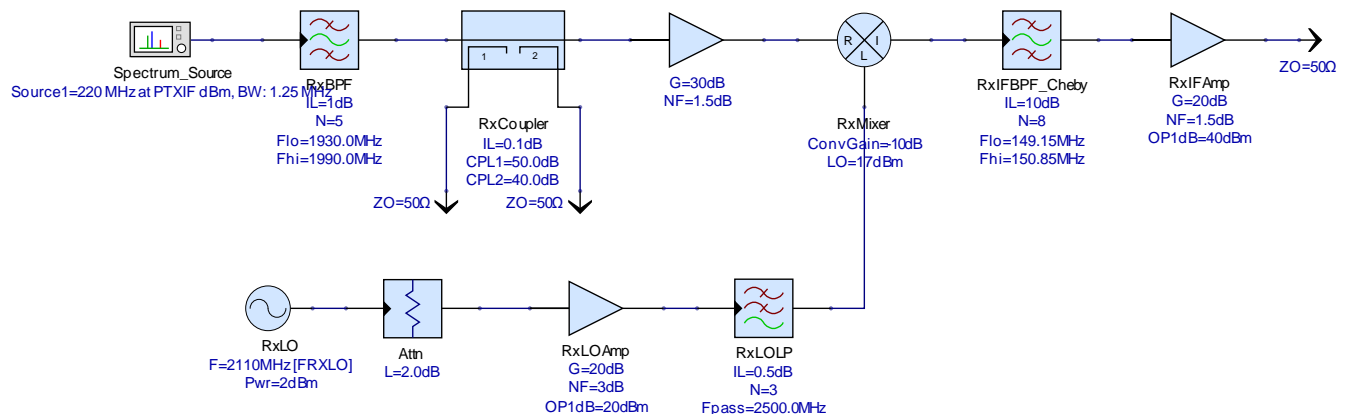 Spectrum_Source
Source1=220 MHz at PTXIF dBm, BW: 1.25 MHz
RxBPF
IL=1dB
N=5
Flo=1930.0MHz
Fhi=1990.0MHz
1
2
RxCoupler
IL=0.1dB
CPL1=50.0dB
CPL2=40.0dB
ZO=50Ω
ZO=50Ω
G=30dB
NF=1.5dB
R
I
L
RxMixer
ConvGain=-10dB
LO=17dBm
RxIFBPF_Cheby
IL=10dB
N=8
Flo=149.15MHz
Fhi=150.85MHz
RxIFAmp
G=20dB
NF=1.5dB
OP1dB=40dBm
ZO=50Ω
RxLO
F=2110MHz [FRXLO]
Pwr=2dBm
Attn
L=2.0dB
RxLOAmp
G=20dB
NF=3dB
OP1dB=20dBm
RxLOLP
IL=0.5dB
N=3
Fpass=2500.0MHz